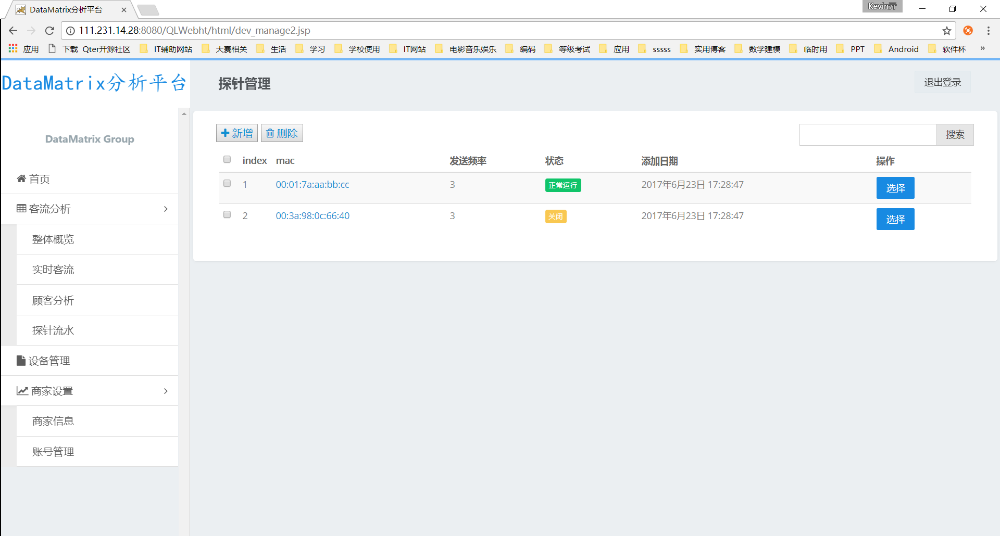 DataMatrix分析平台
Kevin亓
111.231.14.28:8080/QLWebht/html/dev_manage2.jsp
应用 下载 Qter开源社区 IT辅助网站 大赛相关 生活 学习 学校使用 IT网站 电影音乐娱乐 编码 等级考试 应用 sssss 实用博客 数学建模 临时用 PPT Android 软件杯 »
DataMatrix分析平台
探针管理
退出登录
DataMatrix Group
首页
客流分析
整体概览
实时客流
顾客分析
探针流水
设备管理
商家设置
商家信息
账号管理
新增 删除
搜索
index mac 发送频率 状态 添加日期 操作
1 00:01:7a:aa:bb:cc 3 正常运行 2017年6月23日 17:28:47 选择
2 00:3a:98:0c:66:40 3 关闭 2017年6月23日 17:28:47 选择